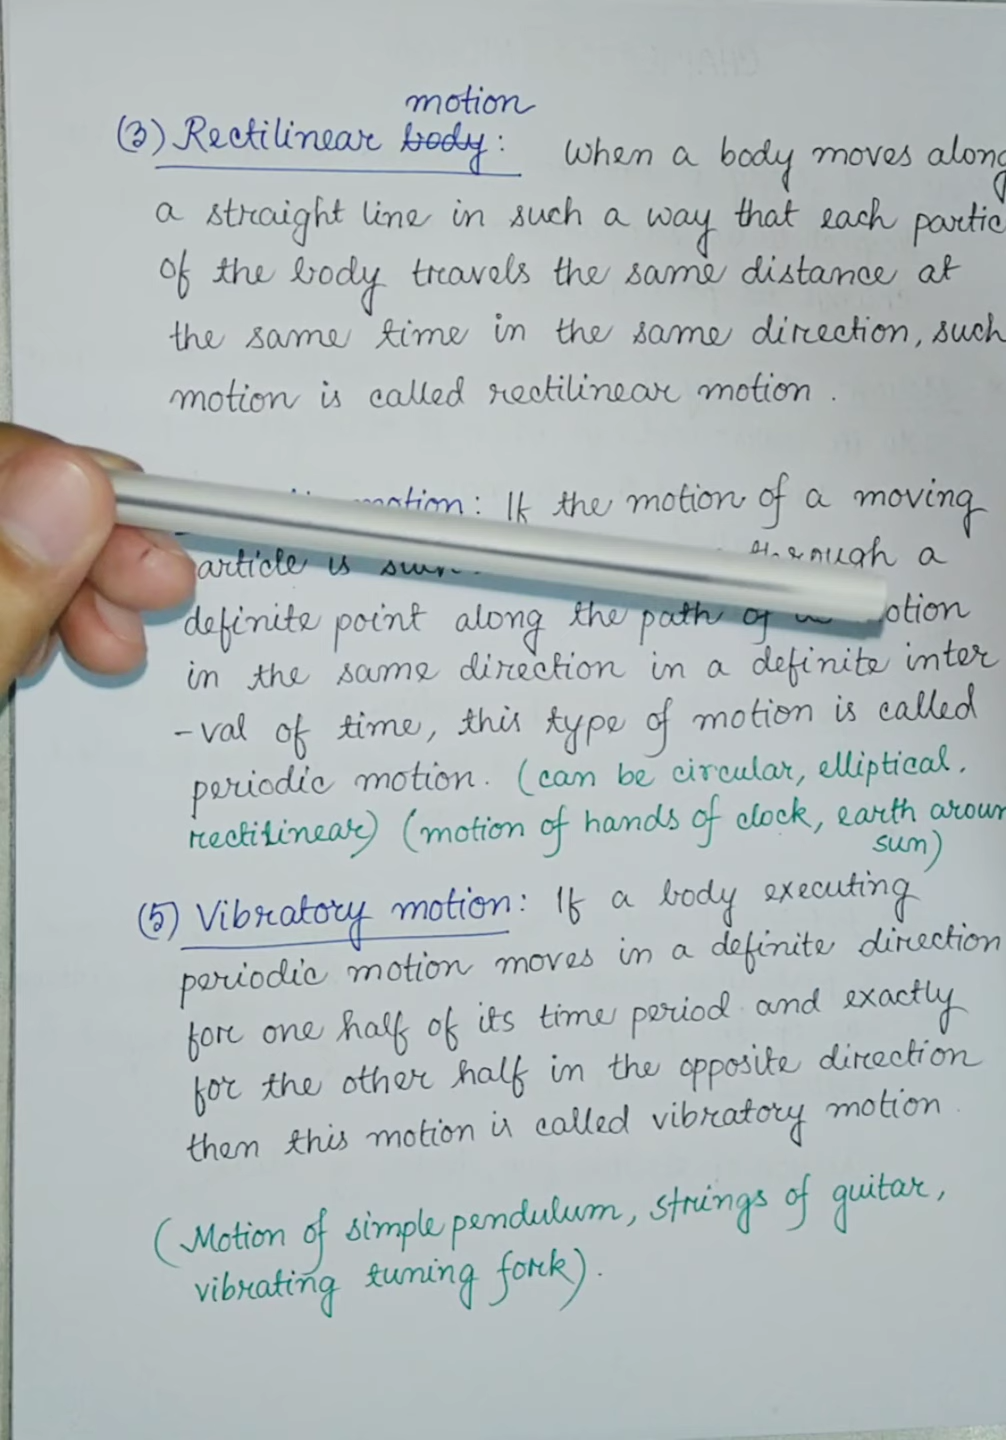 motion
(3) Rectilinear body: When a body moves along
a straight line in such a way that each partic
of the body travels the same distance at
the same time in the same direction, such
motion is called rectilinear motion.
motion: If the motion of a moving
article is through a
definite point along the path of otion
in the same direction in a definite inter
-val of time, this type of motion is called
periodic motion. (can be circular, elliptical,
rectilinear) (motion of hands of clock, earth aroun
sun)
(5) Vibratory motion: If a body executing
periodic motion moves in a definite direction
for one half of its time period and exactly
for the other half in the opposite direction
then this motion is called vibratory motion.
(Motion of simple pendulum, strings of guitar,
vibrating tuning fork).